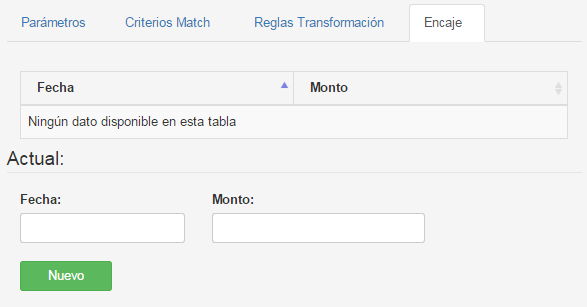 Parámetros Criterios Match Reglas Transformación Encaje
Fecha Monto
Ningún dato disponible en esta tabla
Actual:
Fecha: Monto:
Nuevo